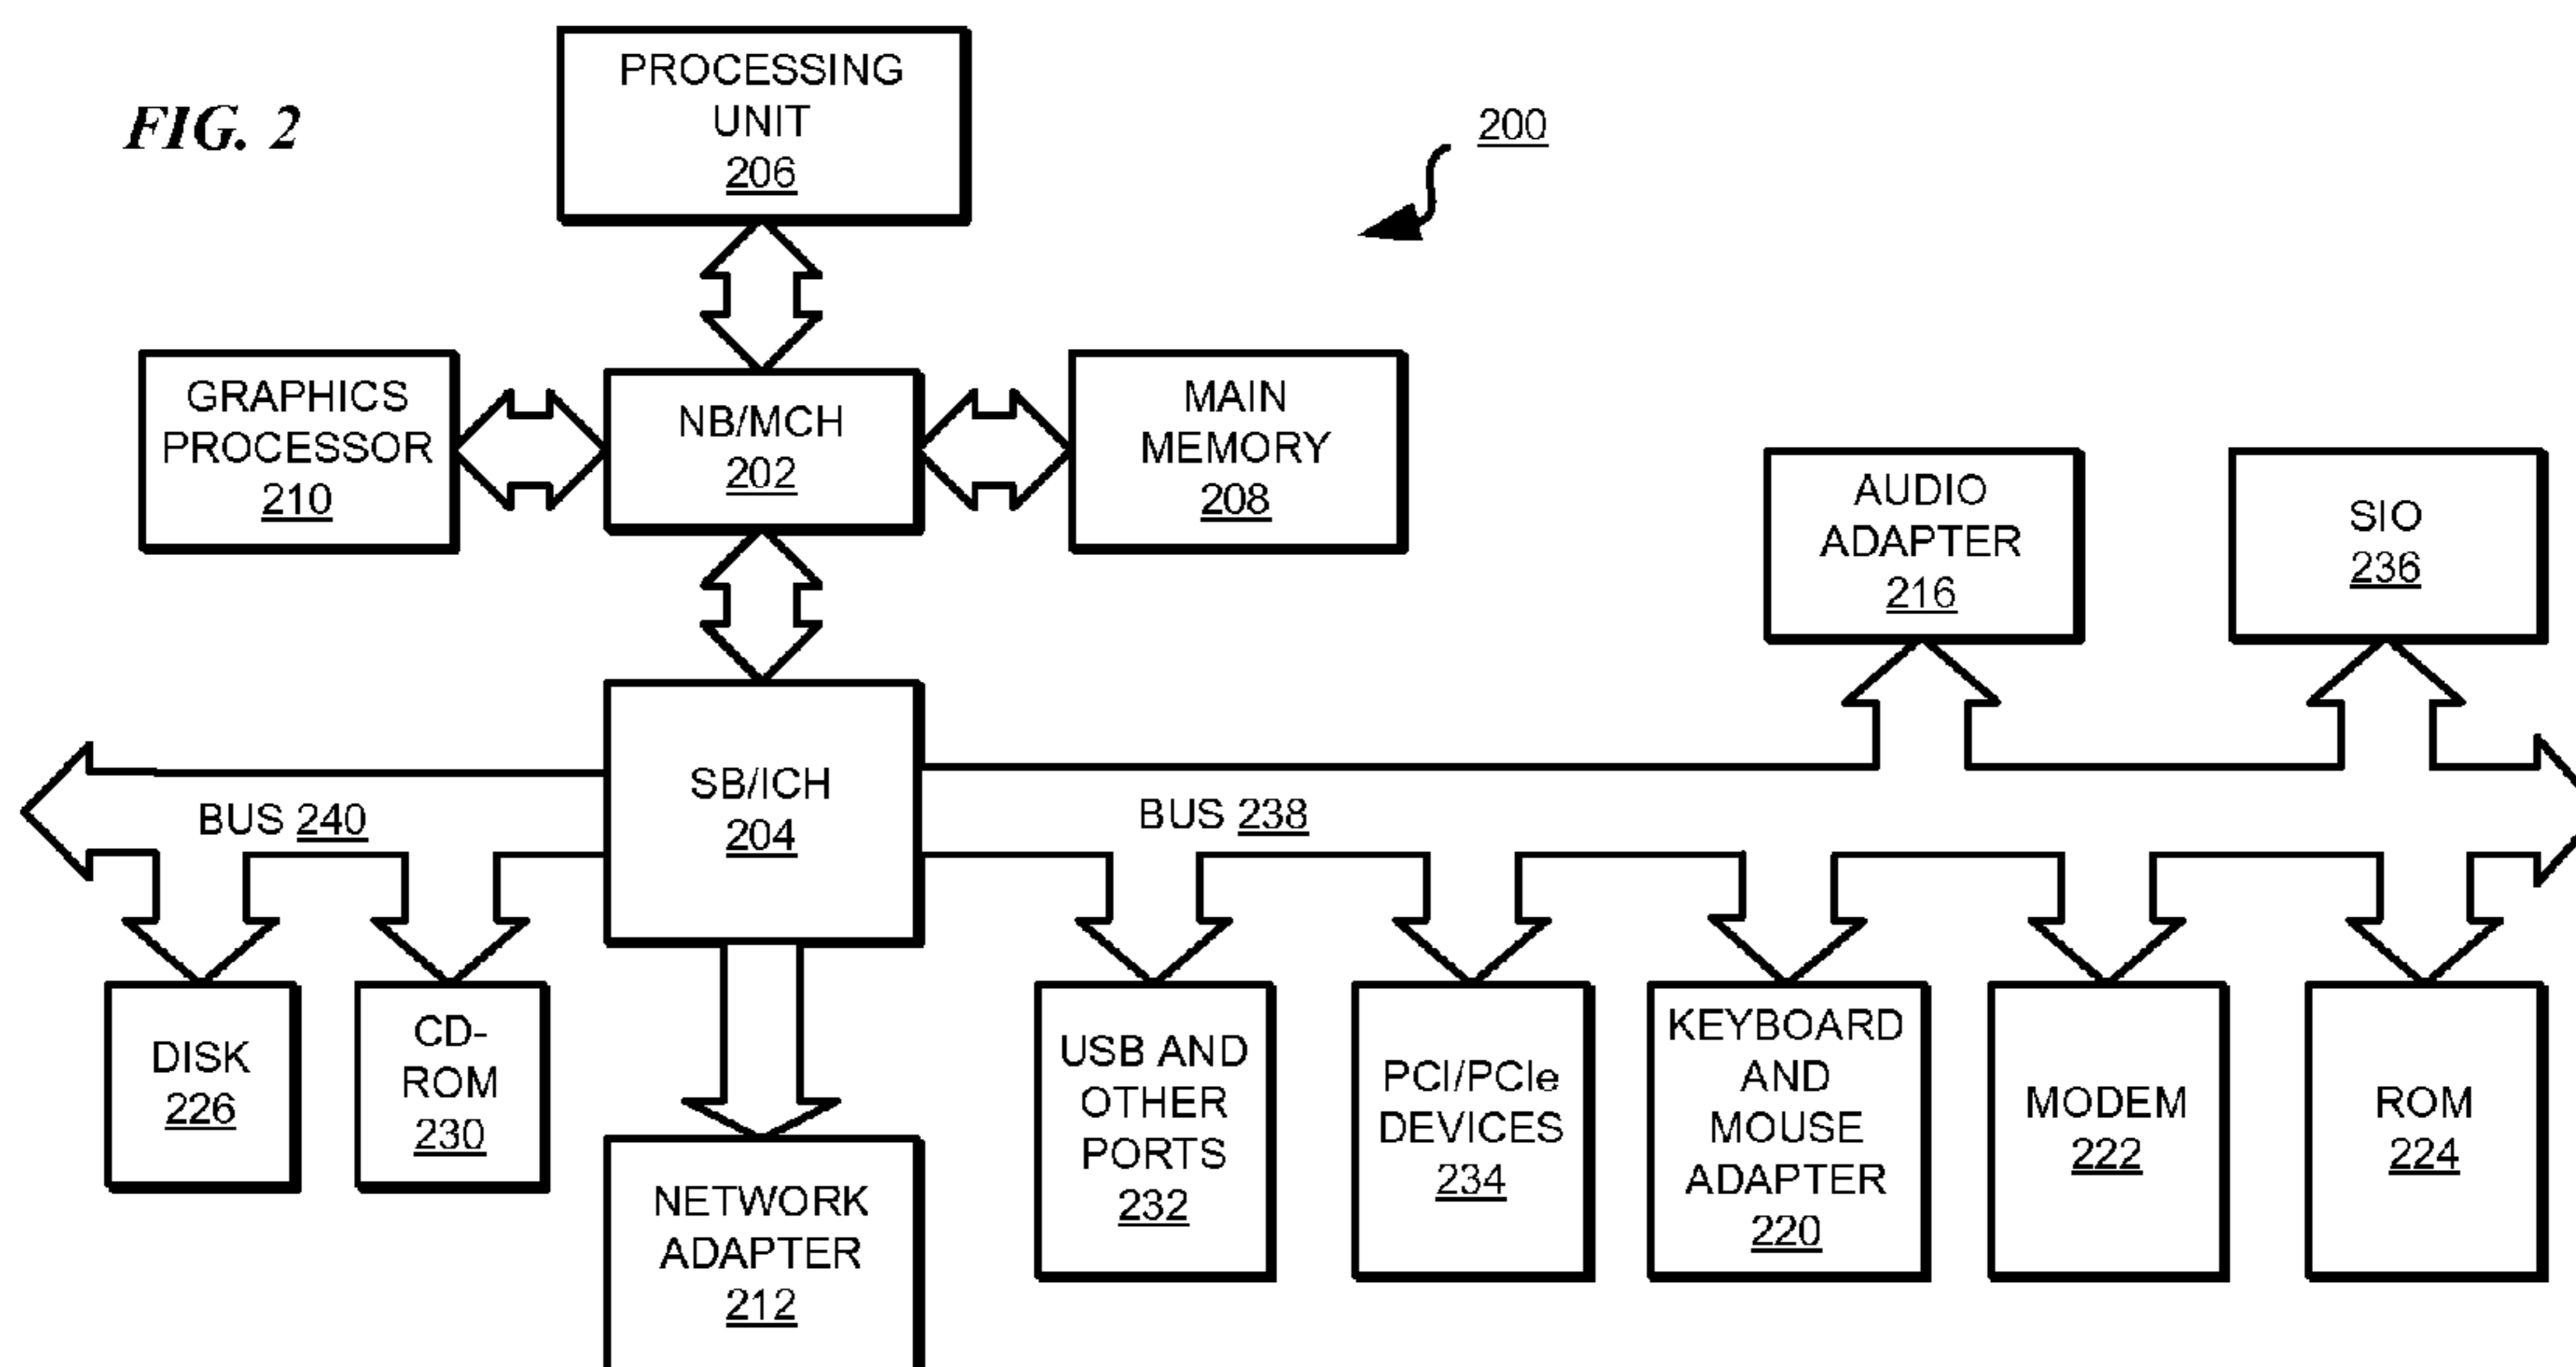 FIG. 2
PROCESSING
UNIT
206
200
GRAPHICS
PROCESSOR
210
NB/MCH
202
MAIN
MEMORY
208
AUDIO
ADAPTER
216
SIO
236
SB/ICH
204
BUS 240
BUS 238
DISK
226
CD-
ROM
230
NETWORK
ADAPTER
212
USB AND
OTHER
PORTS
232
PCI/PCIe
DEVICES
234
KEYBOARD
AND
MOUSE
ADAPTER
220
MODEM
222
ROM
224